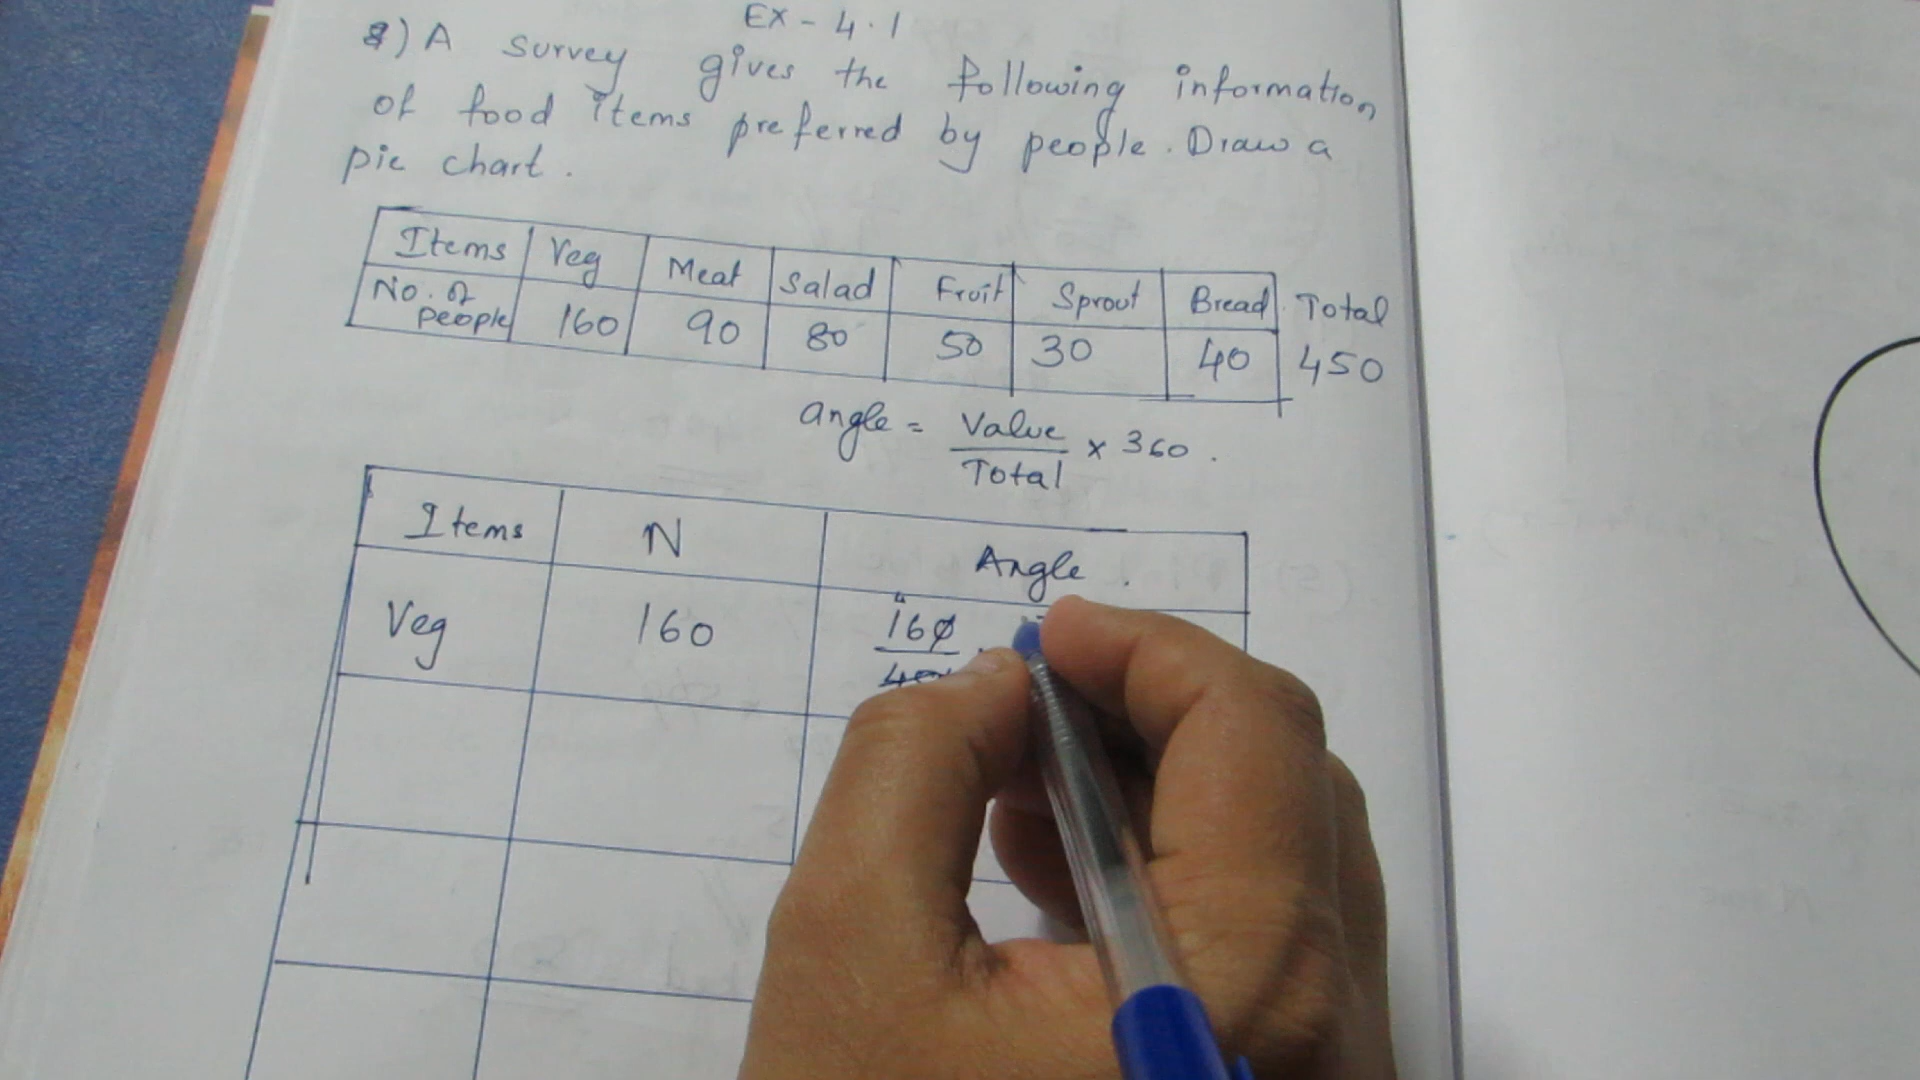 EX - 4.1
8) A survey gives the following information
of food items preferred by people. Draw a
pie chart.
Items Veg Meat Salad Fruit Sprout Bread Total
No. of people 160 90 80 50 30 40 450
angle = Value / Total × 360.
Items N Angle.
Veg 160 160